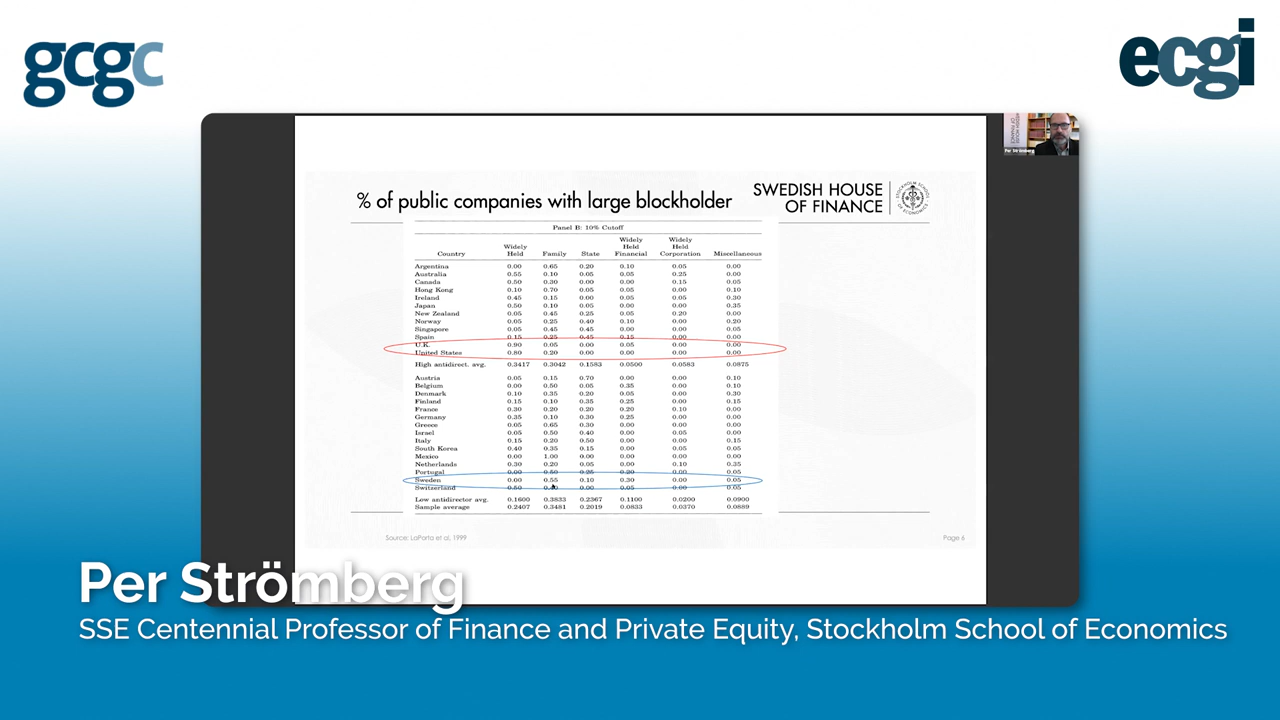 gcgc
ecgi
SWEDISH HOUSE OF FINANCE
Per Strömberg
% of public companies with large blockholder
SWEDISH HOUSE
OF FINANCE
STOCKHOLM SCHOOL OF ECONOMICS
Panel B: 10% Cutoff
Country Widely Held Family State Widely Held Financial Widely Held Corporation Miscellaneous
Argentina 0.00 0.65 0.20 0.10 0.05 0.00
Australia 0.55 0.10 0.05 0.05 0.25 0.00
Canada 0.50 0.30 0.00 0.00 0.15 0.05
Hong Kong 0.10 0.70 0.05 0.05 0.00 0.10
Ireland 0.45 0.15 0.00 0.05 0.05 0.30
Japan 0.50 0.10 0.05 0.00 0.00 0.35
New Zealand 0.05 0.45 0.25 0.05 0.20 0.00
Norway 0.05 0.25 0.40 0.10 0.00 0.20
Singapore 0.05 0.45 0.45 0.05 0.00 0.05
Spain 0.15 0.25 0.45 0.15 0.00 0.00
U.K. 0.90 0.05 0.00 0.05 0.00 0.00
United States 0.80 0.20 0.00 0.00 0.00 0.00
High antidirect. avg. 0.3417 0.3042 0.1583 0.0500 0.0583 0.0875
Austria 0.05 0.15 0.70 0.00 0.00 0.10
Belgium 0.00 0.50 0.05 0.35 0.00 0.10
Denmark 0.10 0.35 0.20 0.05 0.00 0.30
Finland 0.15 0.10 0.35 0.25 0.00 0.15
France 0.30 0.20 0.20 0.20 0.10 0.00
Germany 0.35 0.10 0.30 0.25 0.00 0.00
Greece 0.05 0.65 0.30 0.00 0.00 0.00
Israel 0.05 0.50 0.40 0.00 0.05 0.00
Italy 0.15 0.20 0.50 0.00 0.00 0.15
South Korea 0.40 0.35 0.15 0.00 0.05 0.05
Mexico 0.00 1.00 0.00 0.00 0.00 0.00
Netherlands 0.30 0.20 0.05 0.00 0.10 0.35
Portugal 0.00 0.50 0.25 0.20 0.00 0.05
Sweden 0.00 0.55 0.10 0.30 0.00 0.05
Switzerland 0.50 0.40 0.00 0.05 0.00 0.05
Low antidirector avg. 0.1600 0.3833 0.2367 0.1100 0.0200 0.0900
Sample average 0.2407 0.3481 0.2019 0.0833 0.0370 0.0889
Source: LaPorta et al, 1999
Page 6
Per Strömberg
SSE Centennial Professor of Finance and Private Equity, Stockholm School of Economics